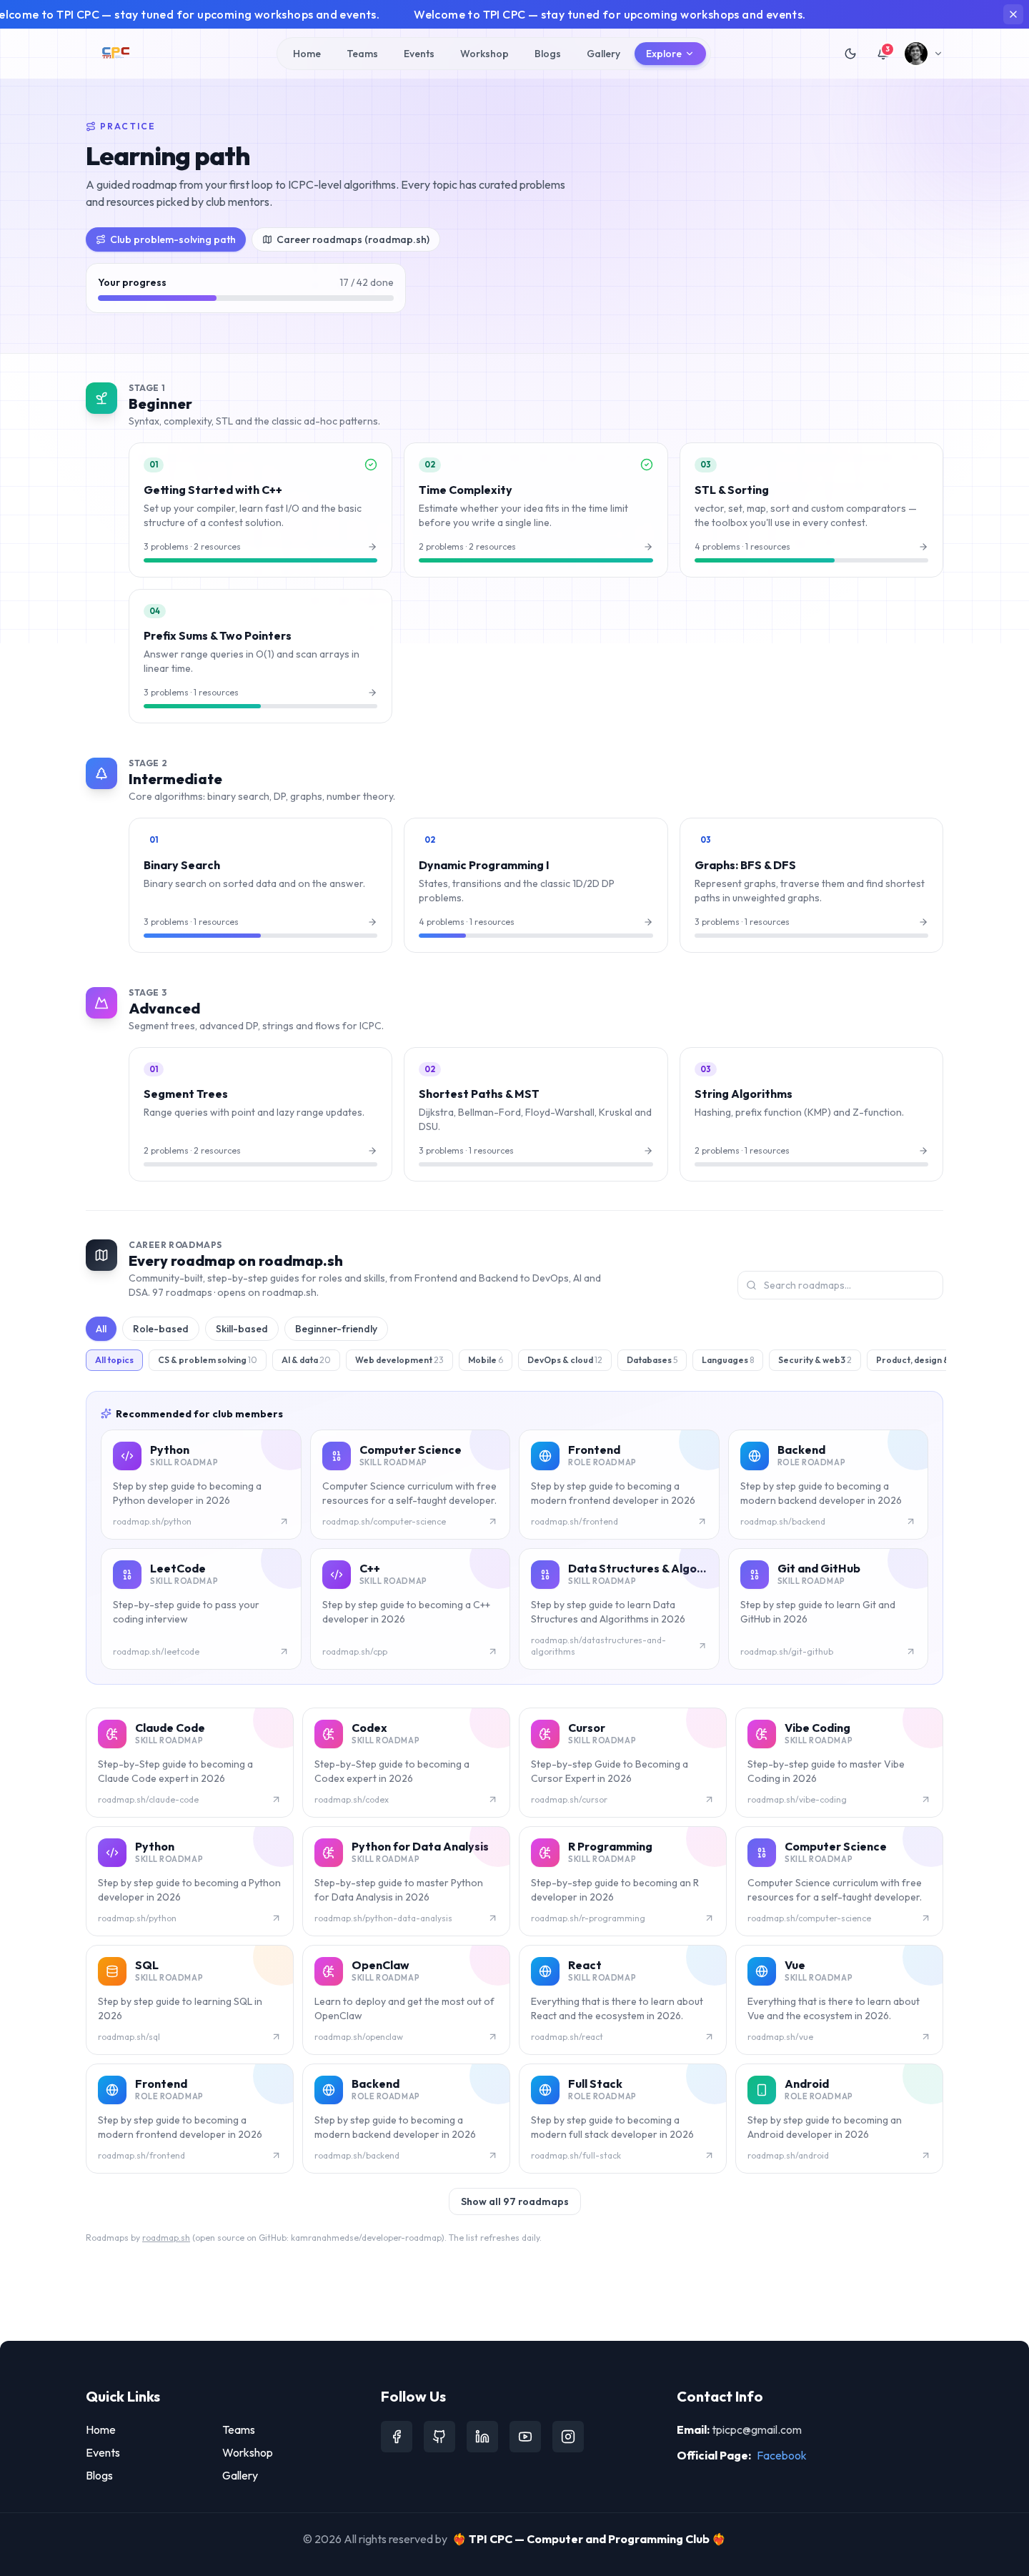 elcome to TPI CPC — stay tuned for upcoming workshops and events. Welcome to TPI CPC — stay tuned for upcoming workshops and events.
CPC
Home Teams Events Workshop Blogs Gallery Explore
3
PRACTICE
Learning path
A guided roadmap from your first loop to ICPC-level algorithms. Every topic has curated problems
and resources picked by club mentors.
Club problem-solving path Career roadmaps (roadmap.sh)
Your progress 17 / 42 done
STAGE 1
Beginner
Syntax, complexity, STL and the classic ad-hoc patterns.
01 02 03
Getting Started with C++ Time Complexity STL & Sorting
Set up your compiler, learn fast I/O and the basic Estimate whether your idea fits in the time limit vector, set, map, sort and custom comparators —
structure of a contest solution. before you write a single line. the toolbox you'll use in every contest.
3 problems · 2 resources 2 problems · 2 resources 4 problems · 1 resources
04
Prefix Sums & Two Pointers
Answer range queries in O(1) and scan arrays in
linear time.
3 problems · 1 resources
STAGE 2
Intermediate
Core algorithms: binary search, DP, graphs, number theory.
01 02 03
Binary Search Dynamic Programming I Graphs: BFS & DFS
Binary search on sorted data and on the answer. States, transitions and the classic 1D/2D DP Represent graphs, traverse them and find shortest
problems. paths in unweighted graphs.
3 problems · 1 resources 4 problems · 1 resources 3 problems · 1 resources
STAGE 3
Advanced
Segment trees, advanced DP, strings and flows for ICPC.
01 02 03
Segment Trees Shortest Paths & MST String Algorithms
Range queries with point and lazy range updates. Dijkstra, Bellman-Ford, Floyd-Warshall, Kruskal and Hashing, prefix function (KMP) and Z-function.
DSU.
2 problems · 2 resources 3 problems · 1 resources 2 problems · 1 resources
CAREER ROADMAPS
Every roadmap on roadmap.sh
Community-built, step-by-step guides for roles and skills, from Frontend and Backend to DevOps, AI and
DSA. 97 roadmaps · opens on roadmap.sh.
Search roadmaps...
All Role-based Skill-based Beginner-friendly
All topics CS & problem solving 10 AI & data 20 Web development 23 Mobile 6 DevOps & cloud 12 Databases 5 Languages 8 Security & web3 2 Product, design &
Recommended for club members
Python Computer Science Frontend Backend
SKILL ROADMAP SKILL ROADMAP ROLE ROADMAP ROLE ROADMAP
Step by step guide to becoming a Computer Science curriculum with free Step by step guide to becoming a Step by step guide to becoming a
Python developer in 2026 resources for a self-taught developer. modern frontend developer in 2026 modern backend developer in 2026
roadmap.sh/python roadmap.sh/computer-science roadmap.sh/frontend roadmap.sh/backend
LeetCode C++ Data Structures & Algo... Git and GitHub
SKILL ROADMAP SKILL ROADMAP SKILL ROADMAP SKILL ROADMAP
Step-by-step guide to pass your Step by step guide to becoming a C++ Step by step guide to learn Data Step by step guide to learn Git and
coding interview developer in 2026 Structures and Algorithms in 2026 GitHub in 2026
roadmap.sh/leetcode roadmap.sh/cpp roadmap.sh/datastructures-and-algorithms roadmap.sh/git-github
Claude Code Codex Cursor Vibe Coding
SKILL ROADMAP SKILL ROADMAP SKILL ROADMAP SKILL ROADMAP
Step-by-Step guide to becoming a Step-by-Step guide to becoming a Step-by-step Guide to Becoming a Step-by-step guide to master Vibe
Claude Code expert in 2026 Codex expert in 2026 Cursor Expert in 2026 Coding in 2026
roadmap.sh/claude-code roadmap.sh/codex roadmap.sh/cursor roadmap.sh/vibe-coding
Python Python for Data Analysis R Programming Computer Science
SKILL ROADMAP SKILL ROADMAP SKILL ROADMAP SKILL ROADMAP
Step by step guide to becoming a Python Step-by-step guide to master Python Step-by-step guide to becoming an R Computer Science curriculum with free
developer in 2026 for Data Analysis in 2026 developer in 2026 resources for a self-taught developer.
roadmap.sh/python roadmap.sh/python-data-analysis roadmap.sh/r-programming roadmap.sh/computer-science
SQL OpenClaw React Vue
SKILL ROADMAP SKILL ROADMAP SKILL ROADMAP SKILL ROADMAP
Step by step guide to learning SQL in Learn to deploy and get the most out of Everything that is there to learn about Everything that is there to learn about
2026 OpenClaw React and the ecosystem in 2026. Vue and the ecosystem in 2026.
roadmap.sh/sql roadmap.sh/openclaw roadmap.sh/react roadmap.sh/vue
Frontend Backend Full Stack Android
ROLE ROADMAP ROLE ROADMAP ROLE ROADMAP ROLE ROADMAP
Step by step guide to becoming a Step by step guide to becoming a Step by step guide to becoming a Step by step guide to becoming an
modern frontend developer in 2026 modern backend developer in 2026 modern full stack developer in 2026 Android developer in 2026
roadmap.sh/frontend roadmap.sh/backend roadmap.sh/full-stack roadmap.sh/android
Show all 97 roadmaps
Roadmaps by roadmap.sh (open source on GitHub: kamranahmedse/developer-roadmap). The list refreshes daily.
Quick Links Follow Us Contact Info
Home Teams Email: tpicpc@gmail.com
Events Workshop Official Page: Facebook
Blogs Gallery
© 2026 All rights reserved by TPI CPC — Computer and Programming Club